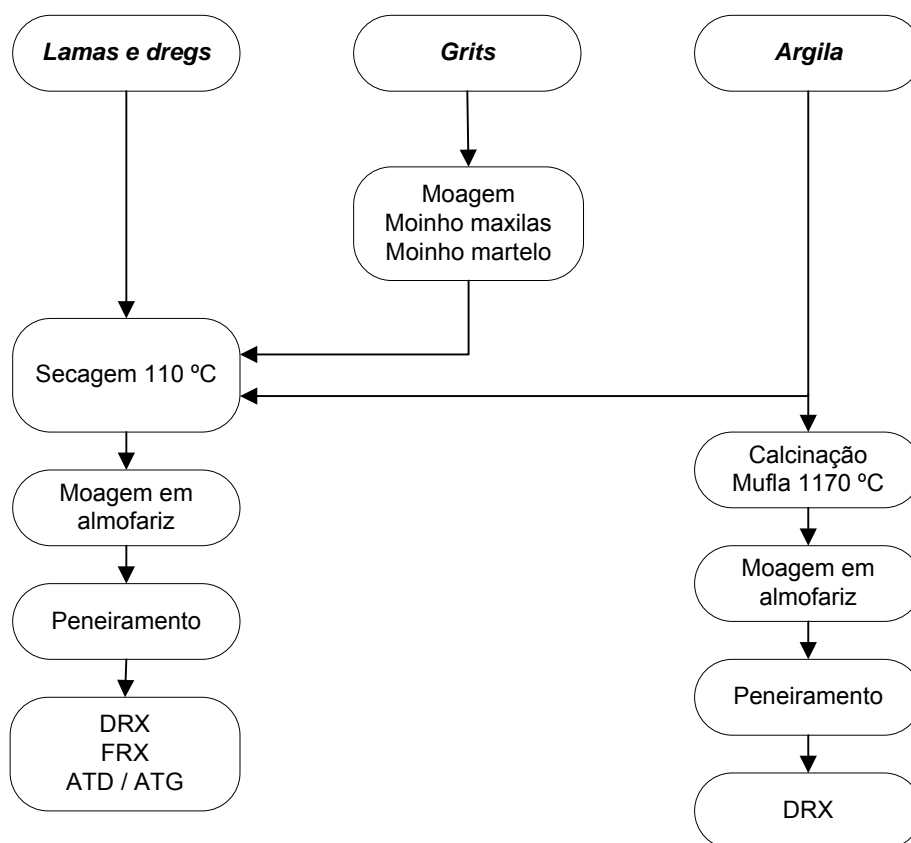 Lamas e dregs
Grits
Argila
Moagem
Moinho maxilas
Moinho martelo
Secagem 110 ºC
Calcinação
Mufla 1170 ºC
Moagem em
almofariz
Moagem em
almofariz
Peneiramento
Peneiramento
DRX
FRX
ATD / ATG
DRX